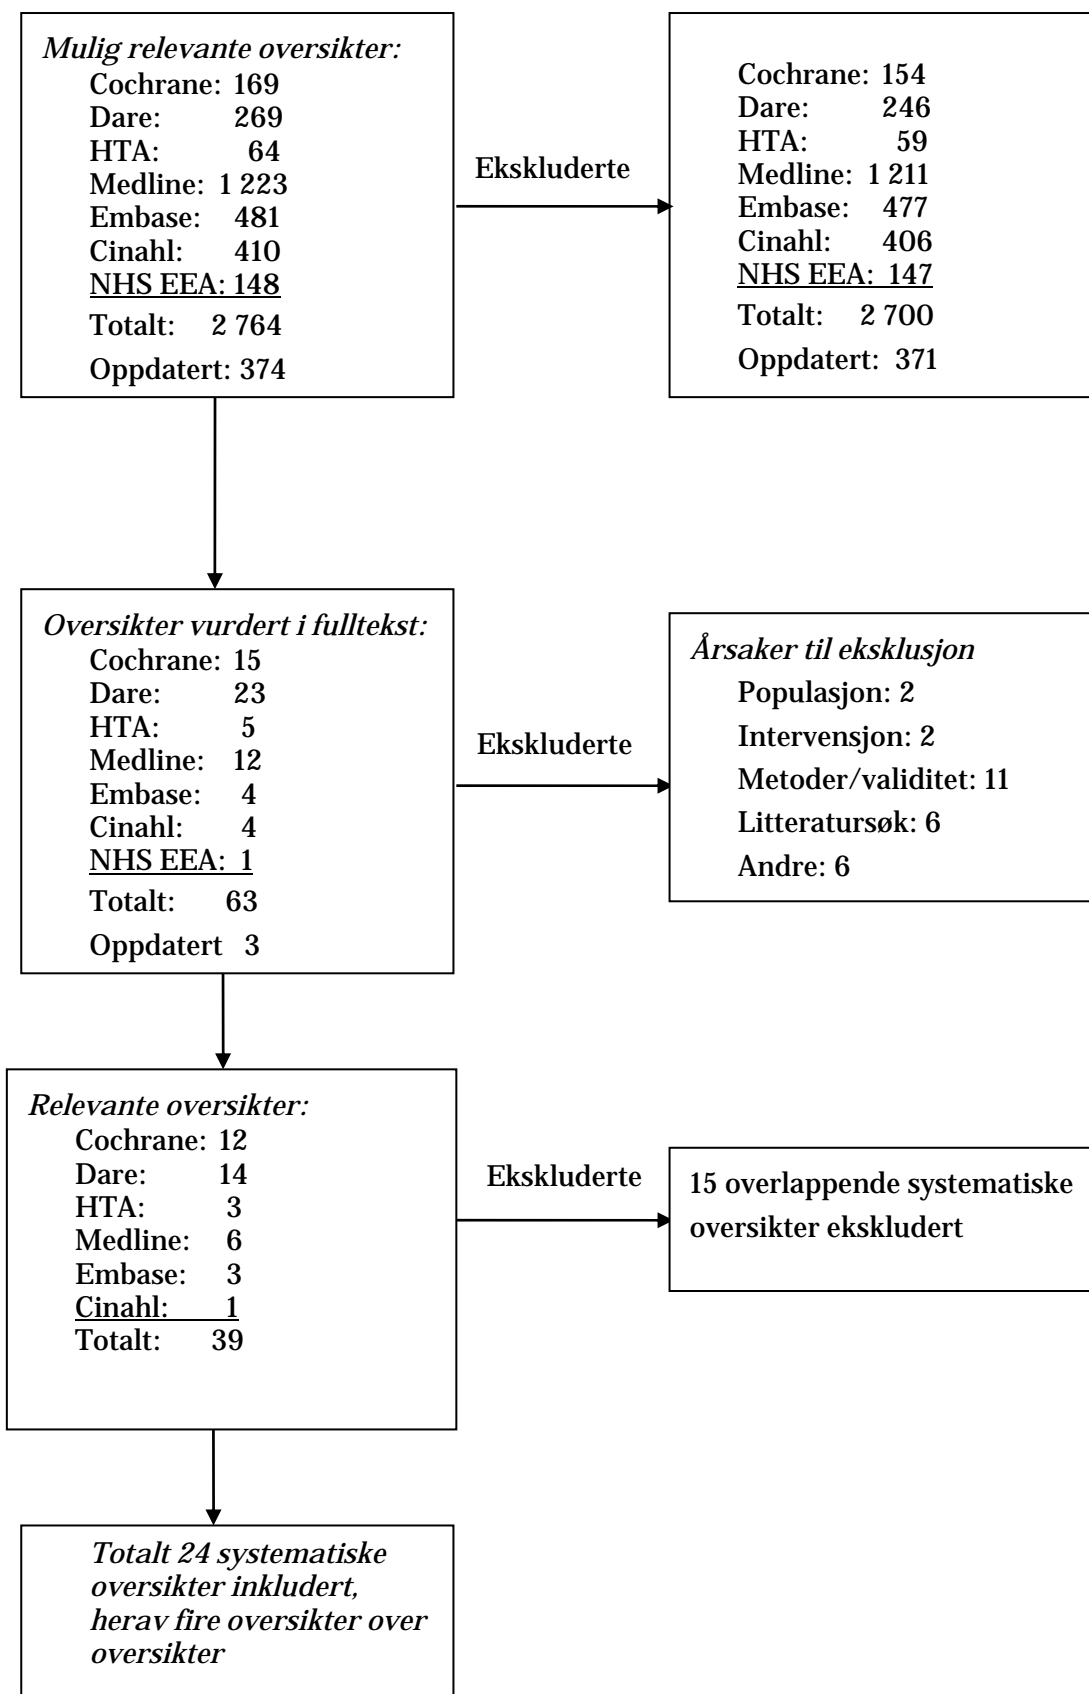 Mulig relevante oversikter:
Cochrane: 169
Dare: 269
HTA: 64
Medline: 1 223
Embase: 481
Cinahl: 410
NHS EEA: 148
Totalt: 2 764
Oppdatert: 374
Ekskluderte
Cochrane: 154
Dare: 246
HTA: 59
Medline: 1 211
Embase: 477
Cinahl: 406
NHS EEA: 147
Totalt: 2 700
Oppdatert: 371
Oversikter vurdert i fulltekst:
Cochrane: 15
Dare: 23
HTA: 5
Medline: 12
Embase: 4
Cinahl: 4
NHS EEA: 1
Totalt: 63
Oppdatert 3
Ekskluderte
Årsaker til eksklusjon
Populasjon: 2
Intervensjon: 2
Metoder/validitet: 11
Litteratursøk: 6
Andre: 6
Relevante oversikter:
Cochrane: 12
Dare: 14
HTA: 3
Medline: 6
Embase: 3
Cinahl: 1
Totalt: 39
Ekskluderte
15 overlappende systematiske
oversikter ekskludert
Totalt 24 systematiske
oversikter inkludert,
herav fire oversikter over
oversikter